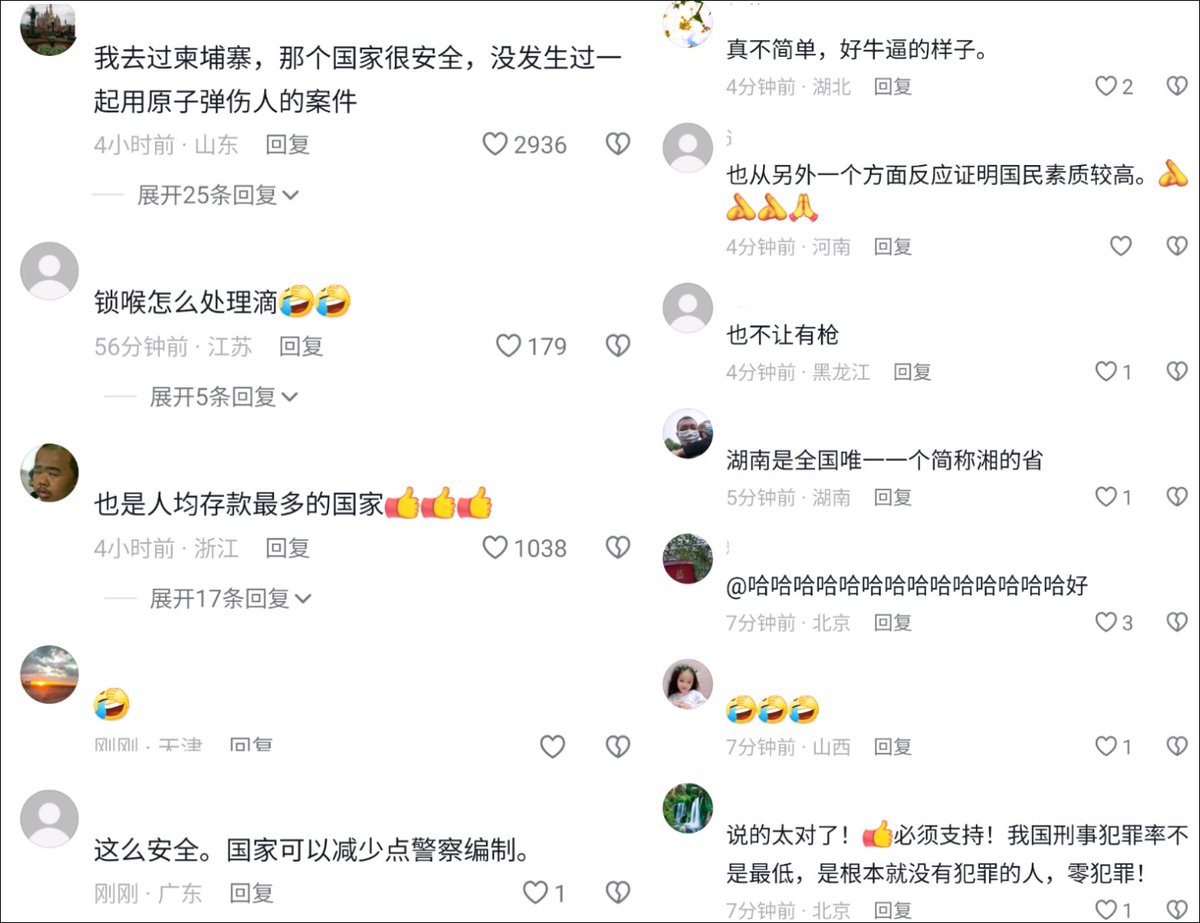 我去过柬埔寨，那个国家很安全，没发生过一
起用原子弹伤人的案件
4小时前 · 山东 回复 2936
展开25条回复
锁喉怎么处理滴🤣🤣
56分钟前 · 江苏 回复 179
展开5条回复
也是人均存款最多的国家👍👍👍
4小时前 · 浙江 回复 1038
展开17条回复
🤣
刚刚 · 天津 回复
这么安全。国家可以减少点警察编制。
刚刚 · 广东 回复 1
真不简单，好牛逼的样子。
4分钟前 · 湖北 回复 2
也从另外一个方面反应证明国民素质较高。
🙏
4分钟前 · 河南 回复
也不让有枪
4分钟前 · 黑龙江 回复 1
湖南是全国唯一一个简称湘的省
5分钟前 · 湖南 回复 1
@哈哈哈哈哈哈哈哈哈哈哈哈哈哈好
7分钟前 · 北京 回复 3
🤣🤣🤣
7分钟前 · 山西 回复 1
说的太对了！👍必须支持！我国刑事犯罪率不
是最低，是根本就没有犯罪的人，零犯罪！
7分钟前 · 北京 回复 1